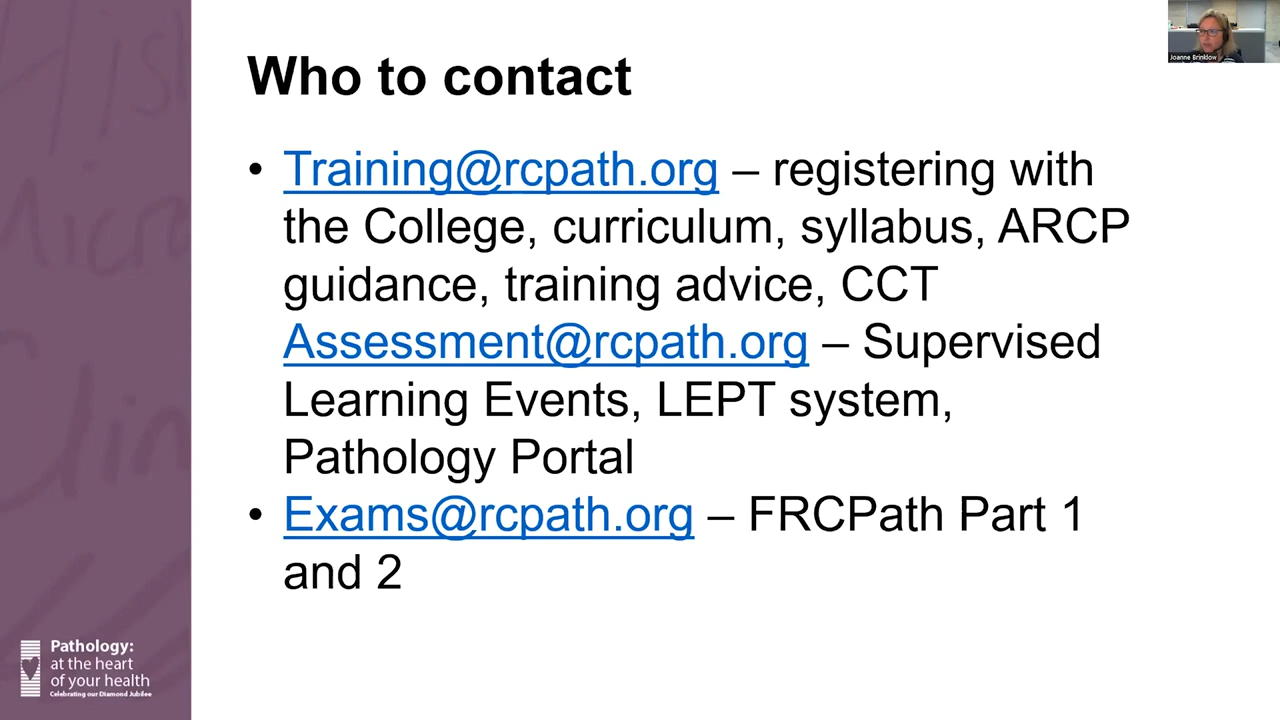 Who to contact
• Training@rcpath.org – registering with
the College, curriculum, syllabus, ARCP
guidance, training advice, CCT
Assessment@rcpath.org – Supervised
Learning Events, LEPT system,
Pathology Portal
• Exams@rcpath.org – FRCPath Part 1
and 2
Joanne Brinklow
Pathology:
at the heart
of your health
Celebrating our Diamond Jubilee